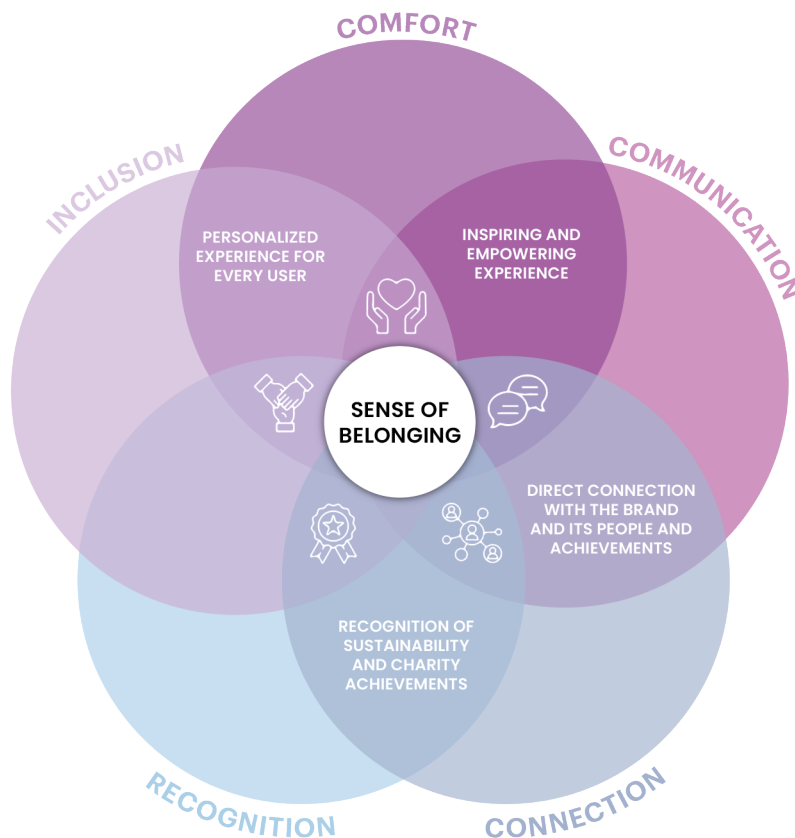 COMFORT
INCLUSION
COMMUNICATION
PERSONALIZED
EXPERIENCE FOR
EVERY USER
INSPIRING AND
EMPOWERING
EXPERIENCE
SENSE OF
BELONGING
DIRECT CONNECTION
WITH THE BRAND
AND ITS PEOPLE AND
ACHIEVEMENTS
RECOGNITION OF
SUSTAINABILITY
AND CHARITY
ACHIEVEMENTS
RECOGNITION
CONNECTION